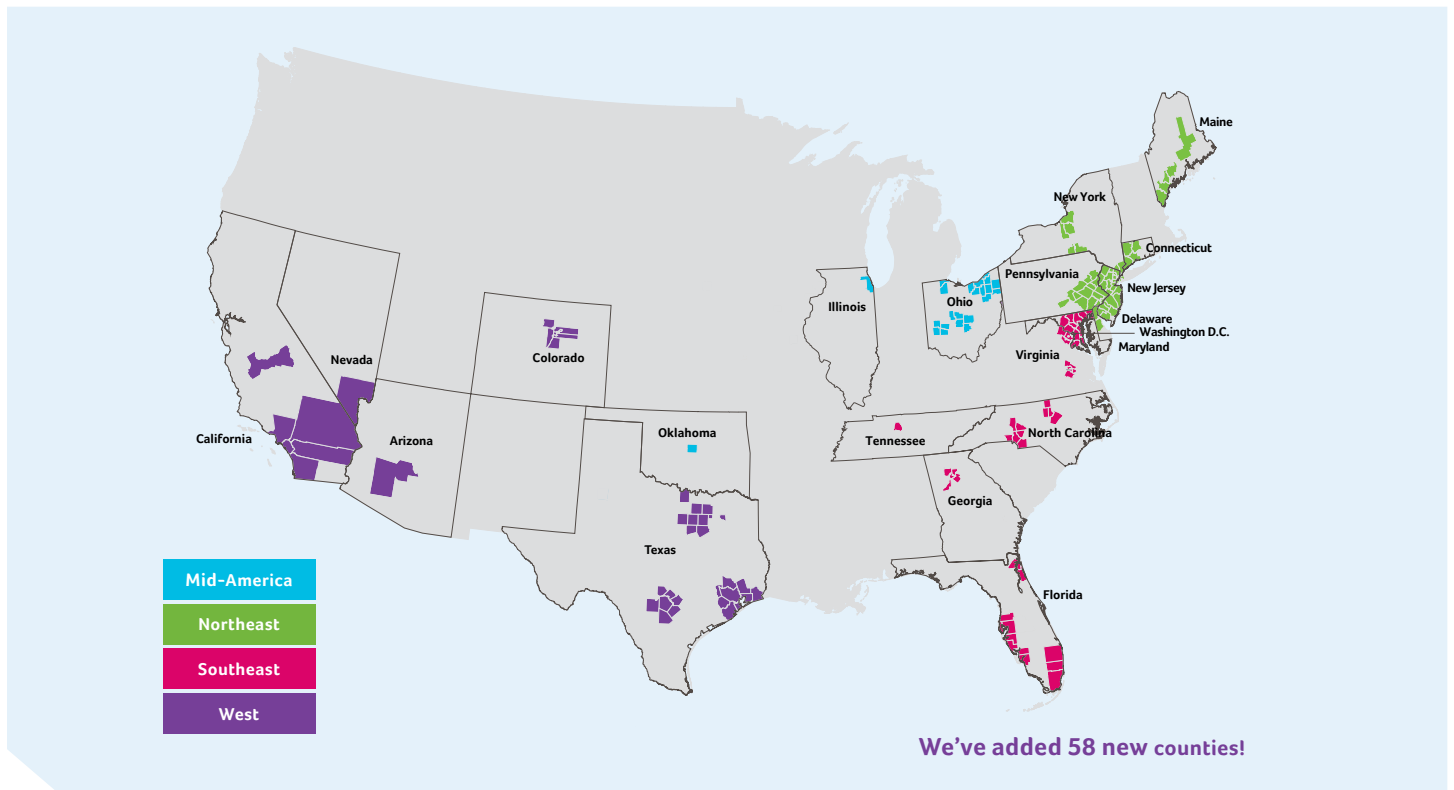 Maine
New York
Connecticut
Pennsylvania
New Jersey
Illinois
Ohio
Delaware
Washington D.C.
Maryland
Virginia
Nevada
Colorado
California
Arizona
Oklahoma
Tennessee
North Carolina
Georgia
Texas
Florida
Mid-America
Northeast
Southeast
West
We’ve added 58 new counties!